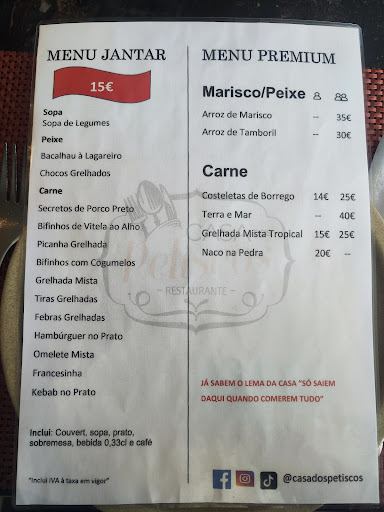 MENU JANTAR
15€
Sopa
Sopa de Legumes
Peixe
Bacalhau à Lagareiro
Chocos Grelhados
Carne
Secretos de Porco Preto
Bifinhos de Vitela ao Alho
Picanha Grelhada
Bifinhos com Cogumelos
Grelhada Mista
Tiras Grelhadas
Febras Grelhadas
Hambúrguer no Prato
Omelete Mista
Francesinha
Kebab no Prato
Inclui: Couvert, sopa, prato,
sobremesa, bebida 0,33cl e café
"Inclui IVA à taxa em vigor"
MENU PREMIUM
Marisco/Peixe
Arroz de Marisco -- 35€
Arroz de Tamboril -- 30€
Carne
Costeletas de Borrego 14€ 25€
Terra e Mar -- 40€
Grelhada Mista Tropical 15€ 25€
Naco na Pedra 20€ --
JÁ SABEM O LEMA DA CASA "SÓ SAIEM
DAQUI QUANDO COMEREM TUDO"
@casadospetiscos
CASA
RESTAURANTE